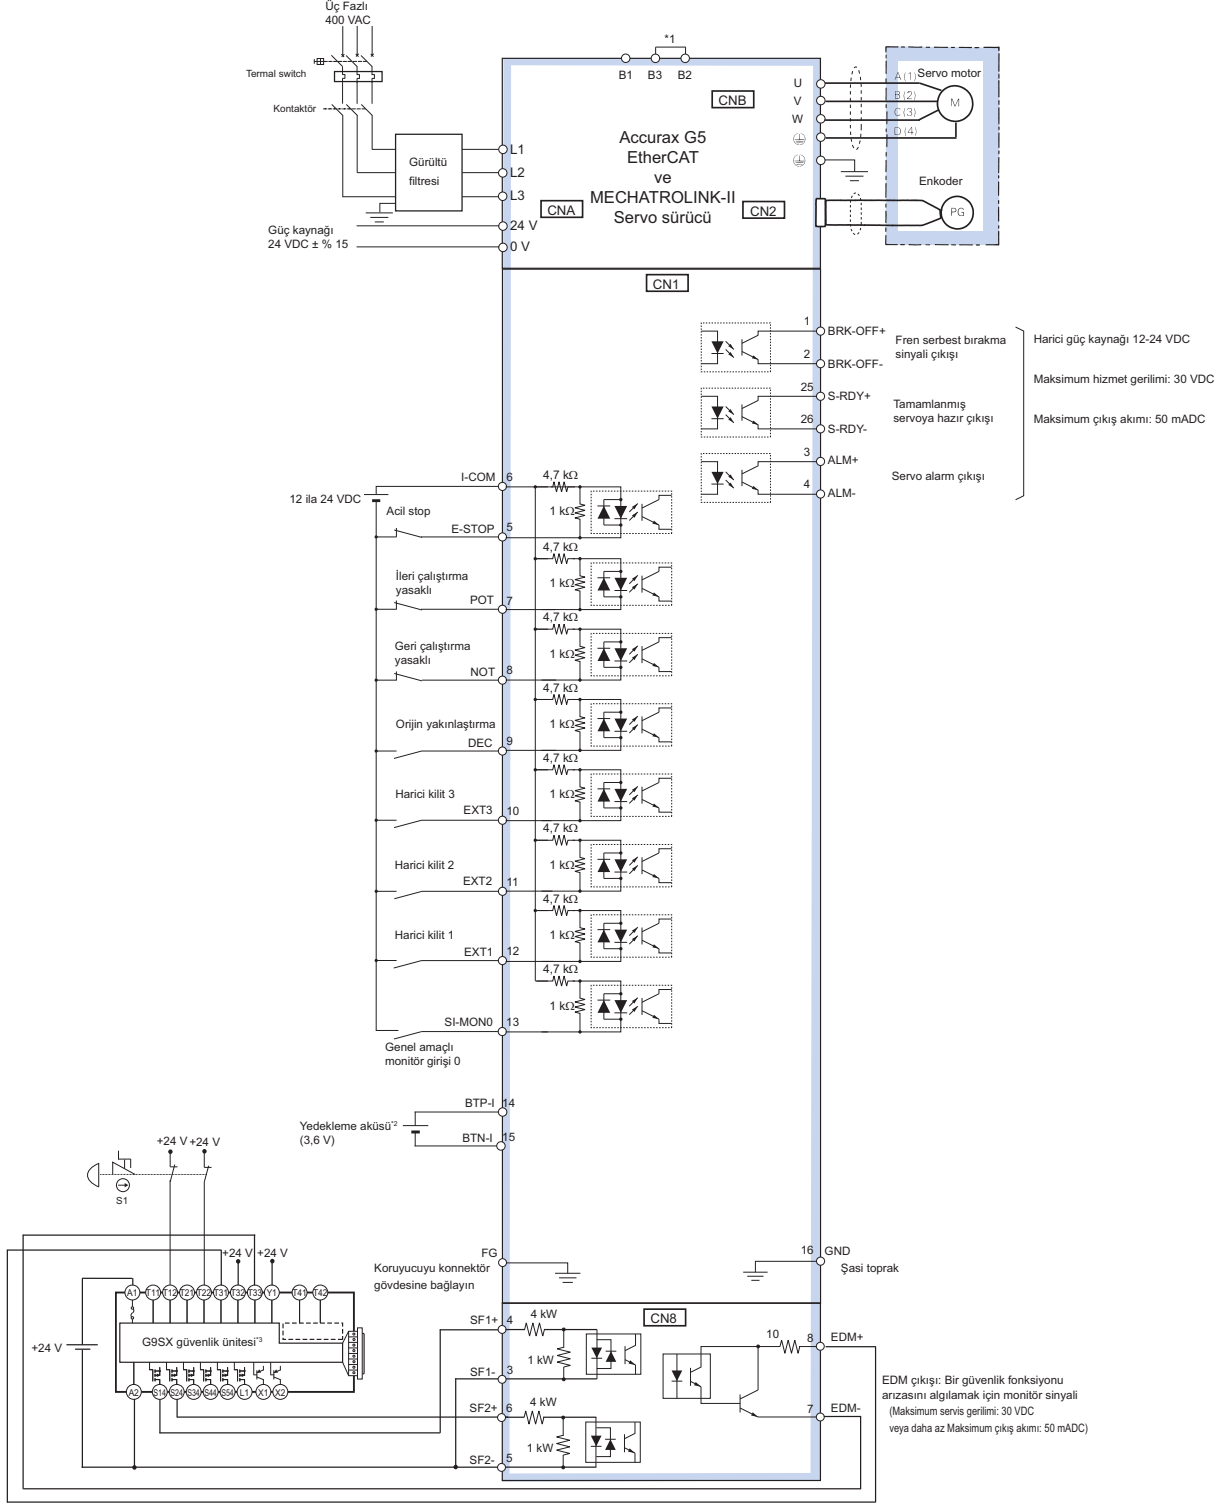 Üç Fazlı
400 VAC
Termal switch
Kontaktör
Gürültü
filtresi
L1
L2
L3
24 V
0 V
Güç kaynağı
24 VDC ± % 15
*1
B1 B3 B2
CNB
Accurax G5
EtherCAT
ve
MECHATROLINK-II
Servo sürücü
CNA
CN2
U
V
W
A (1)
B (2)
C (3)
D (4)
Servo motor
M
Enkoder
PG
CN1
1
BRK-OFF+
2
BRK-OFF-
Fren serbest bırakma
sinyali çıkışı
25
S-RDY+
26
S-RDY-
Tamamlanmış
servoya hazır çıkışı
3
ALM+
4
ALM-
Servo alarm çıkışı
Harici güç kaynağı 12-24 VDC
Maksimum hizmet gerilimi: 30 VDC
Maksimum çıkış akımı: 50 mADC
12 ila 24 VDC
I-COM 6
4,7 kΩ
1 kΩ
Acil stop
E-STOP 5
4,7 kΩ
1 kΩ
İleri çalıştırma
yasaklı
POT 7
4,7 kΩ
1 kΩ
Geri çalıştırma
yasaklı
NOT 8
4,7 kΩ
1 kΩ
Orijin yakınlaştırma
DEC 9
4,7 kΩ
1 kΩ
Harici kilit 3
EXT3 10
4,7 kΩ
1 kΩ
Harici kilit 2
EXT2 11
4,7 kΩ
1 kΩ
Harici kilit 1
EXT1 12
4,7 kΩ
1 kΩ
SI-MON0 13
Genel amaçlı
monitör girişi 0
BTP-I 14
Yedekleme aküsü*2
(3,6 V)
BTN-I 15
+24 V +24 V
S1
+24 V +24 V
FG
Koruyucuyu konnektör
gövdesine bağlayın
16 GND
Şasi toprak
A1 T11 T12 T21 T22 T31 T32 T33 Y1 T41 T42
+24 V
G9SX güvenlik ünitesi*3
A2 S14 S24 S34 S44 S54 L1 X1 X2
CN8
SF1+ 4
4 kW
1 kW
SF1- 3
SF2+ 6
4 kW
1 kW
SF2- 5
10
8
EDM+
7
EDM-
EDM çıkışı: Bir güvenlik fonksiyonu
arızasını algılamak için monitör sinyali
(Maksimum servis gerilimi: 30 VDC
veya daha az Maksimum çıkış akımı: 50 mADC)